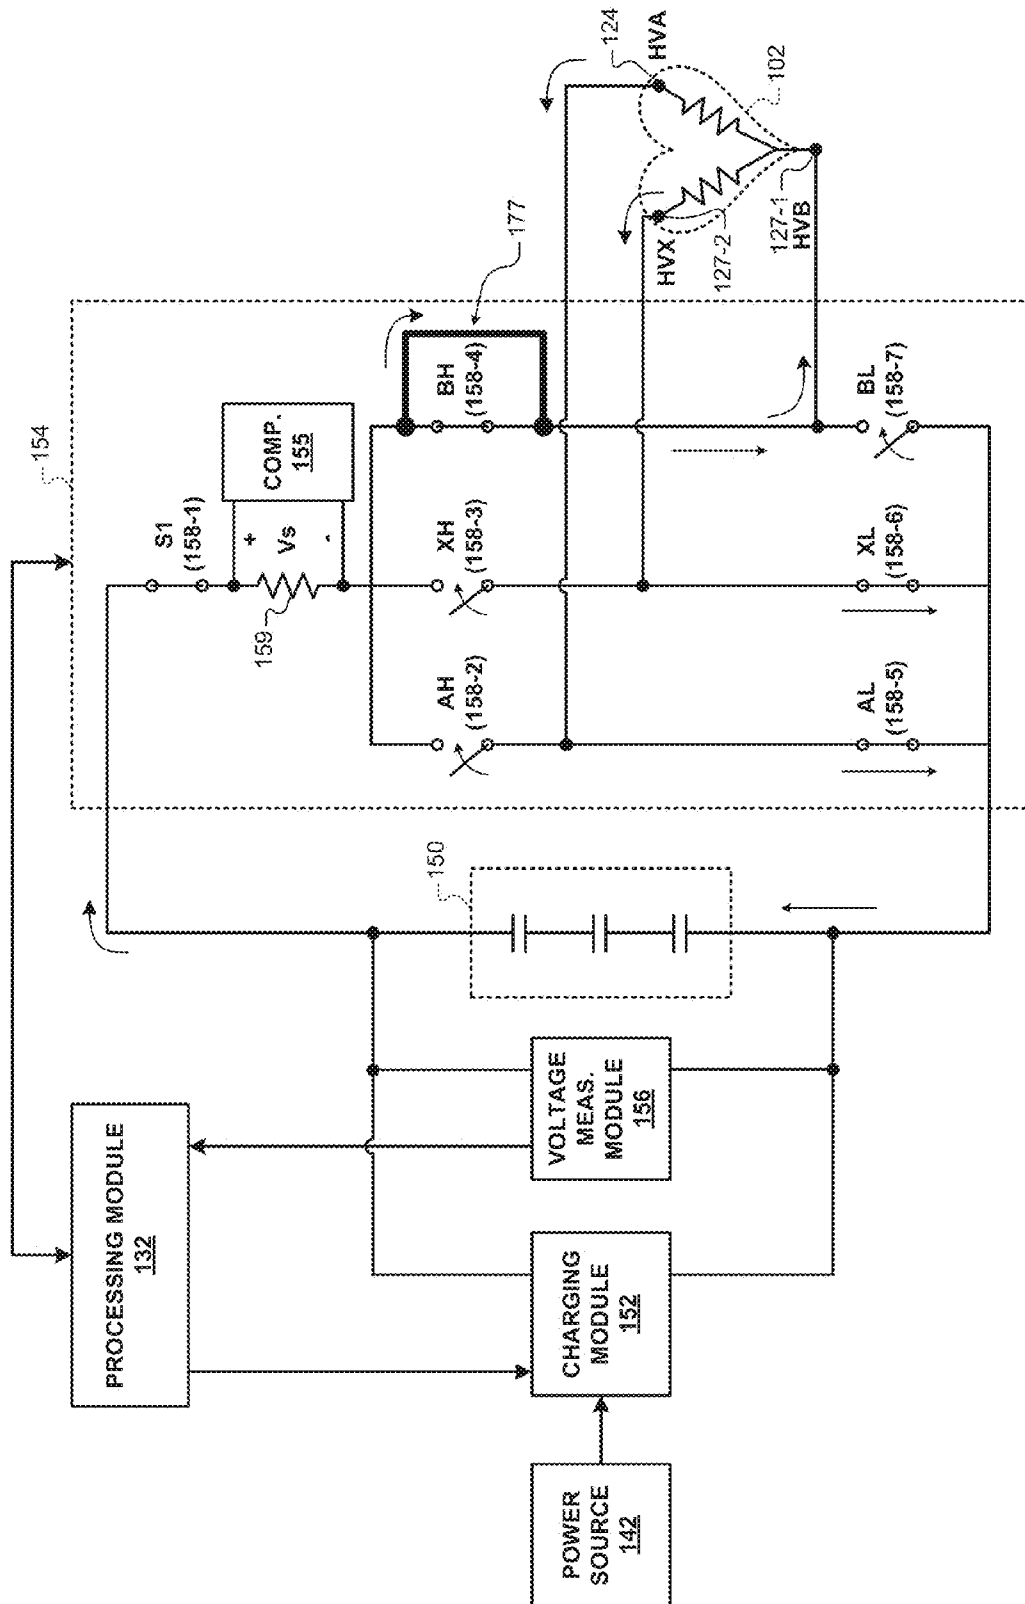 154
S1
(158-1)
COMP.
155
+
Vs
-
159
177
AH
(158-2)
XH
(158-3)
BH
(158-4)
124
HVA
HVX
102
127-2
127-1
HVB
AL
(158-5)
XL
(158-6)
BL
(158-7)
150
PROCESSING MODULE
132
VOLTAGE
MEAS.
MODULE
156
CHARGING
MODULE
152
POWER
SOURCE
142